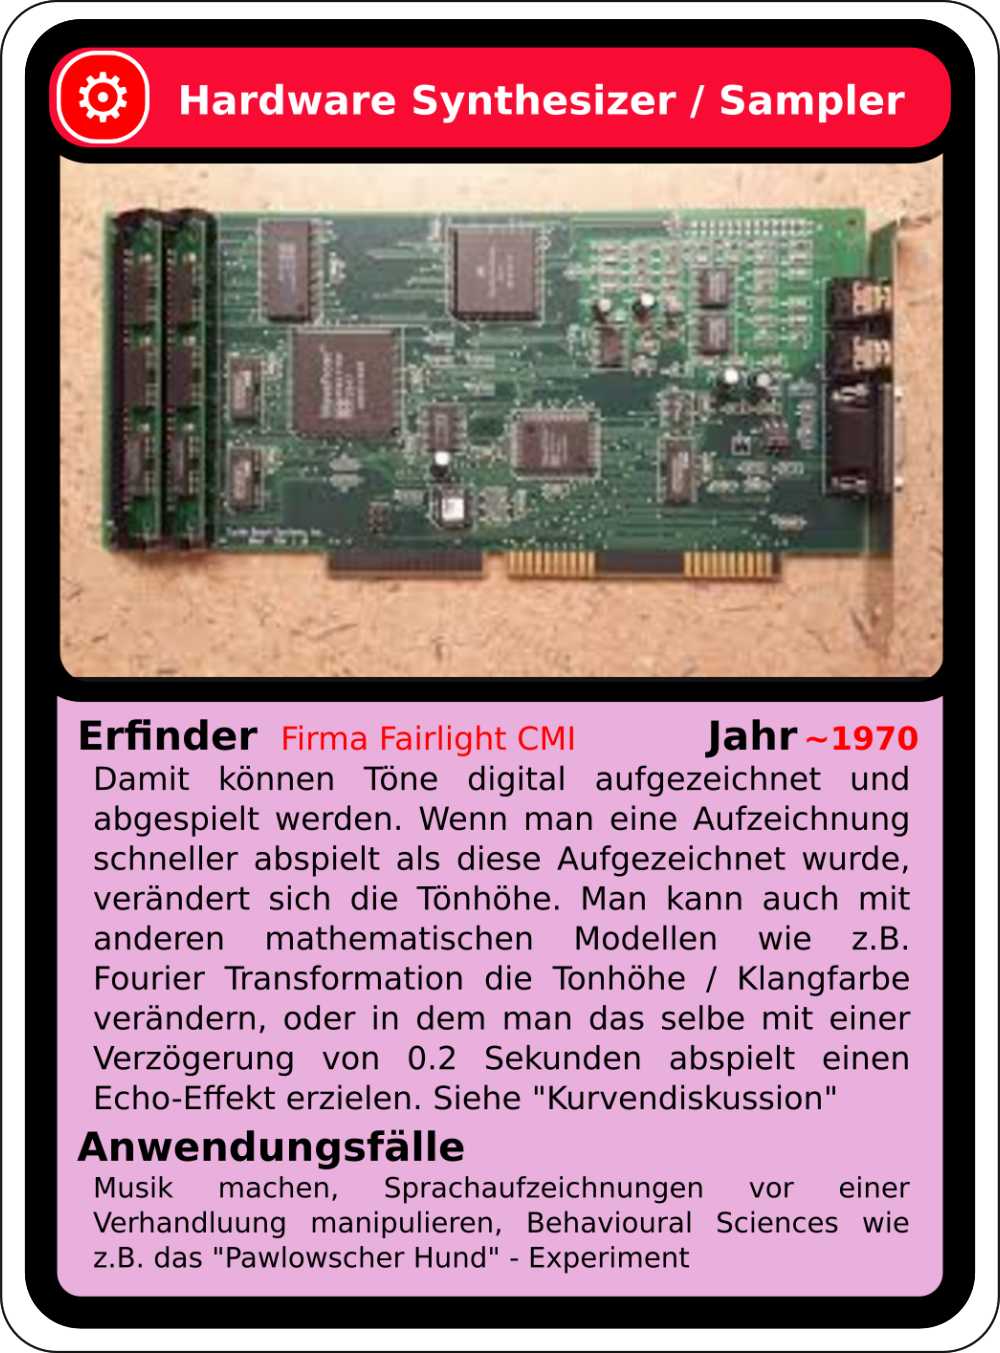 Hardware Synthesizer / Sampler
Erfinder Firma Fairlight CMI Jahr ~1970
Damit können Töne digital aufgezeichnet und
abgespielt werden. Wenn man eine Aufzeichnung
schneller abspielt als diese Aufgezeichnet wurde,
verändert sich die Tönhöhe. Man kann auch mit
anderen mathematischen Modellen wie z.B.
Fourier Transformation die Tonhöhe / Klangfarbe
verändern, oder in dem man das selbe mit einer
Verzögerung von 0.2 Sekunden abspielt einen
Echo-Effekt erzielen. Siehe "Kurvendiskussion"
Anwendungsfälle
Musik machen, Sprachaufzeichnungen vor einer
Verhandluung manipulieren, Behavioural Sciences wie
z.B. das "Pawlowscher Hund" - Experiment